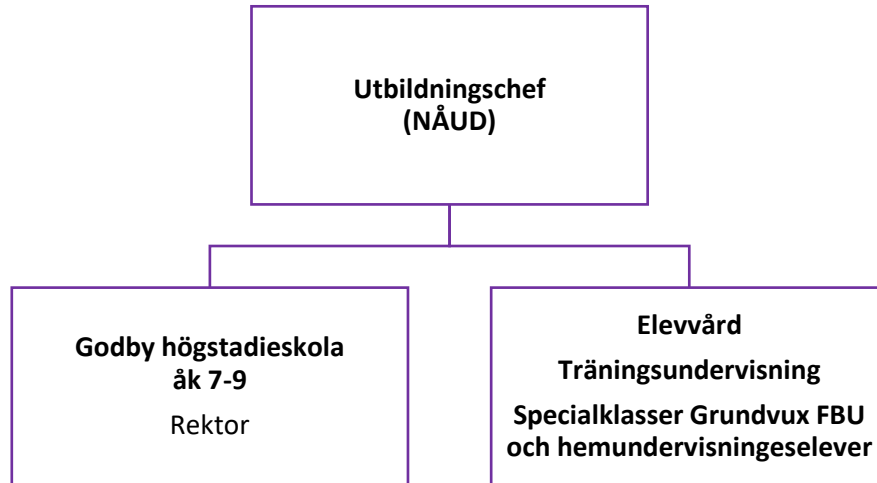 Utbildningschef
(NÅUD)
Godby högstadieskola
åk 7-9
Rektor
Elevvård
Träningsundervisning
Specialklasser Grundvux FBU
och hemundervisningeselever